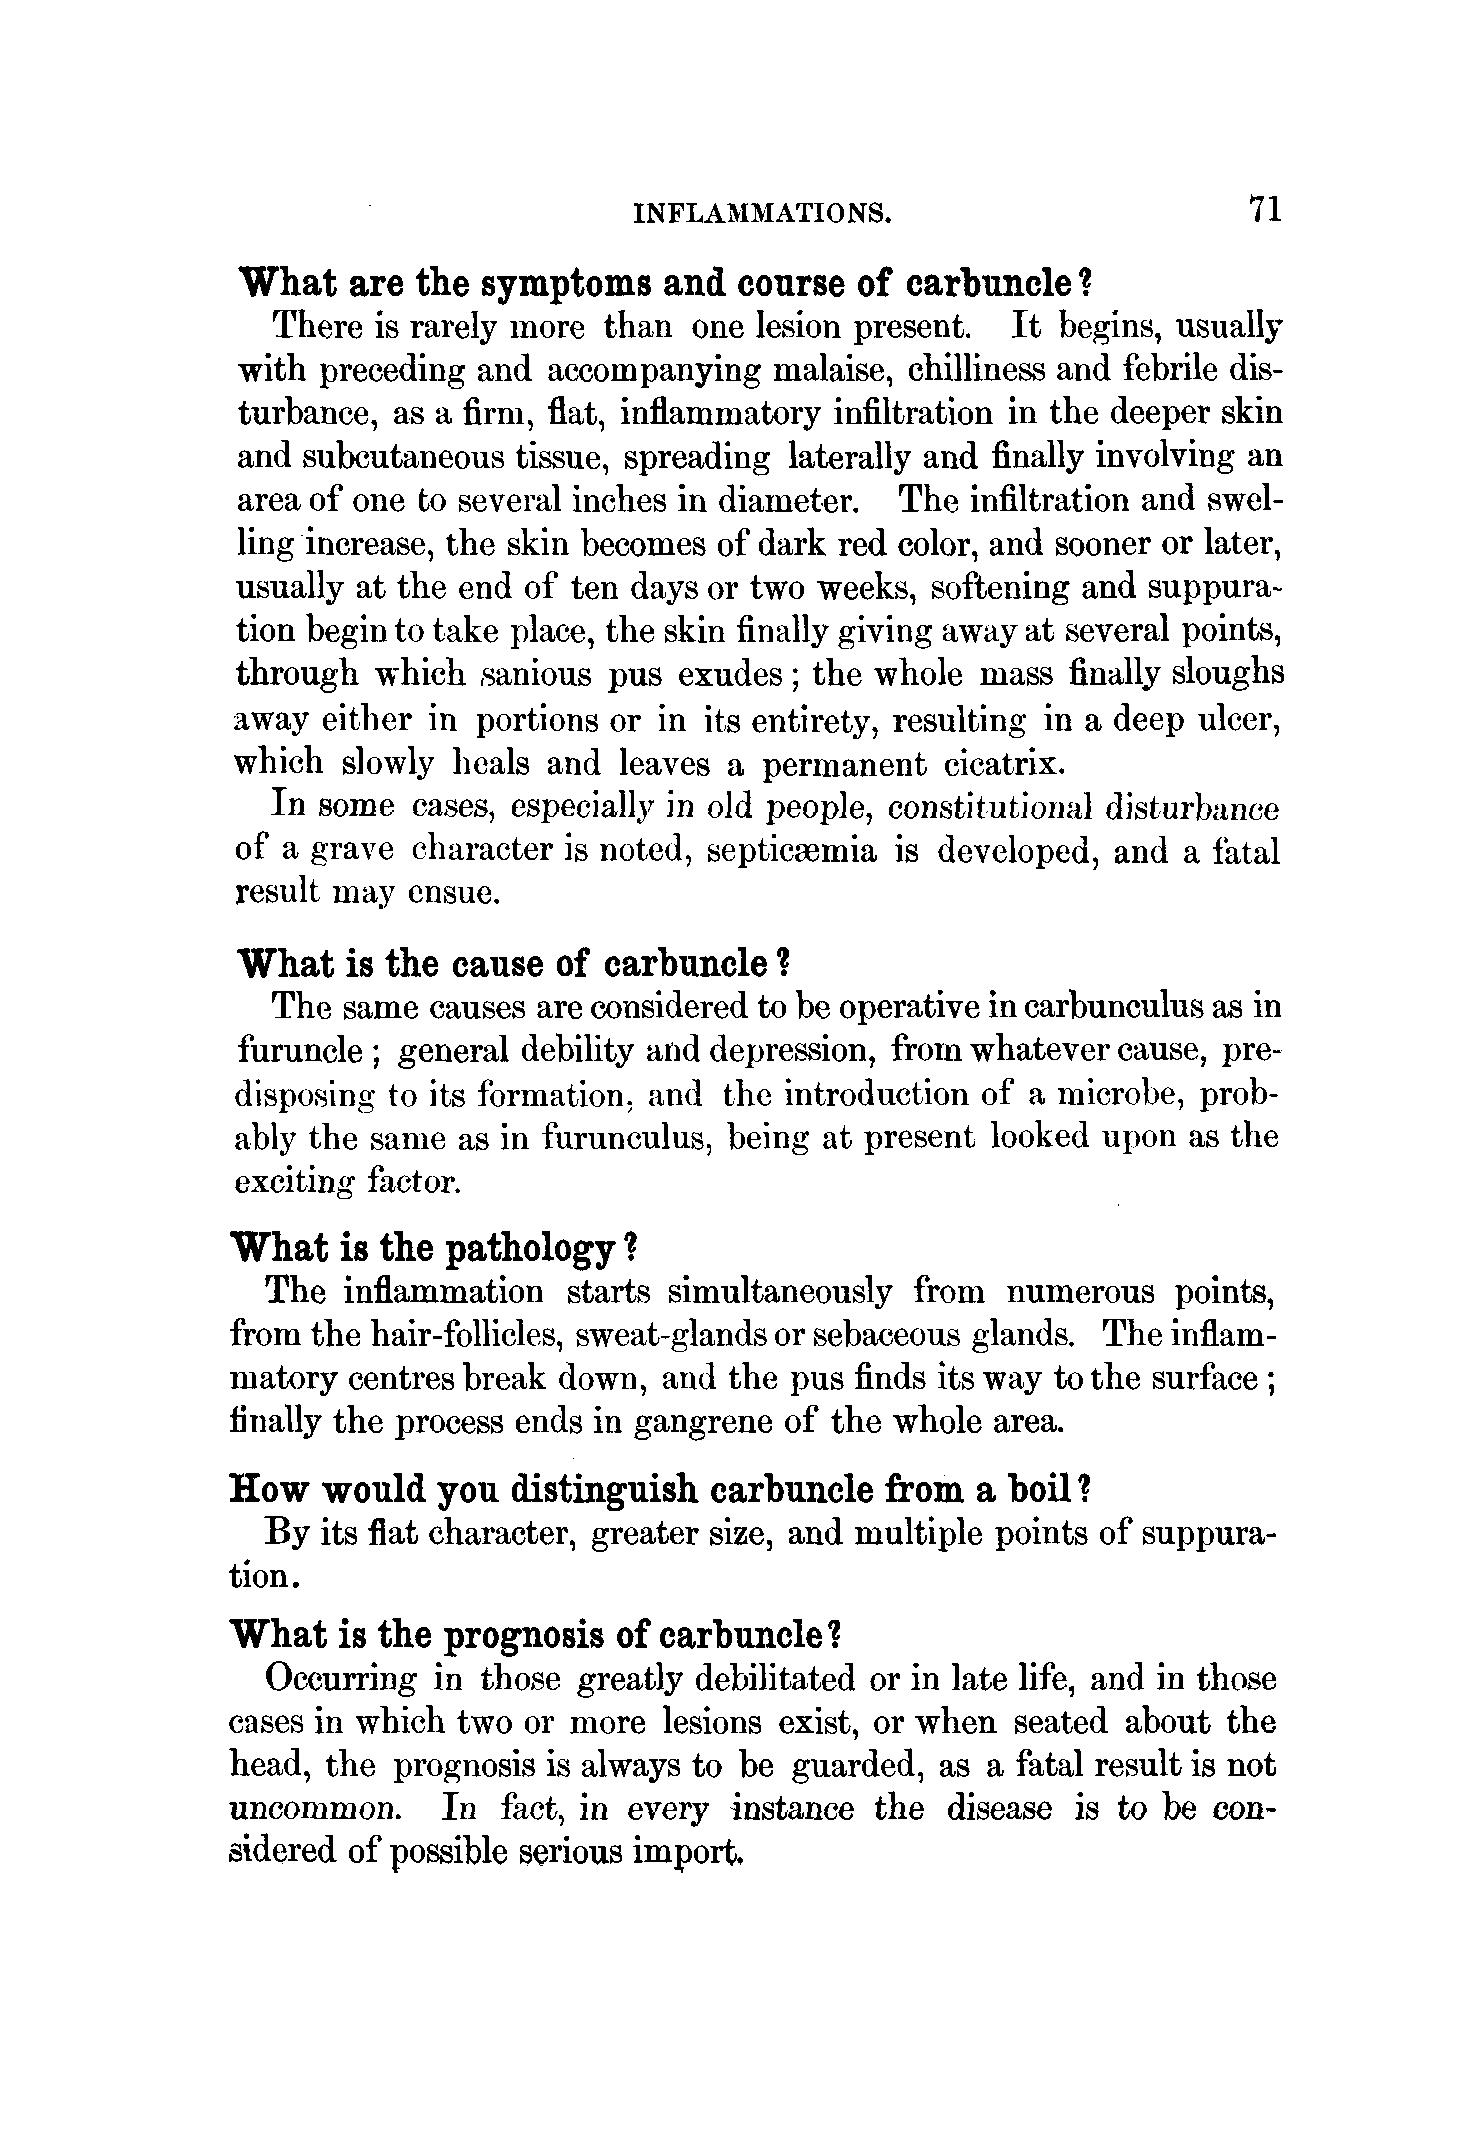 INFLAMMATIONS. 71
What are the symptoms and course of carbuncle?
There is rarely more than one lesion present. It begins, usually
with preceding and accompanying malaise, chilliness and febrile dis-
turbance, as a firm, flat, inflammatory infiltration in the deeper skin
and subcutaneous tissue, spreading laterally and finally involving an
area of one to several inches in diameter. The infiltration and swel-
ling increase, the skin becomes of dark red color, and sooner or later,
usually at the end of ten days or two weeks, softening and suppura-
tion begin to take place, the skin finally giving away at several points,
through which sanious pus exudes; the whole mass finally sloughs
away either in portions or in its entirety, resulting in a deep ulcer,
which slowly heals and leaves a permanent cicatrix.
In some cases, especially in old people, constitutional disturbance
of a grave character is noted, septicæmia is developed, and a fatal
result may ensue.
What is the cause of carbuncle?
The same causes are considered to be operative in carbunculus as in
furuncle; general debility and depression, from whatever cause, pre-
disposing to its formation, and the introduction of a microbe, prob-
ably the same as in furunculus, being at present looked upon as the
exciting factor.
What is the pathology?
The inflammation starts simultaneously from numerous points,
from the hair-follicles, sweat-glands or sebaceous glands. The inflam-
matory centres break down, and the pus finds its way to the surface;
finally the process ends in gangrene of the whole area.
How would you distinguish carbuncle from a boil?
By its flat character, greater size, and multiple points of suppura-
tion.
What is the prognosis of carbuncle?
Occurring in those greatly debilitated or in late life, and in those
cases in which two or more lesions exist, or when seated about the
head, the prognosis is always to be guarded, as a fatal result is not
uncommon. In fact, in every instance the disease is to be con-
sidered of possible serious import.